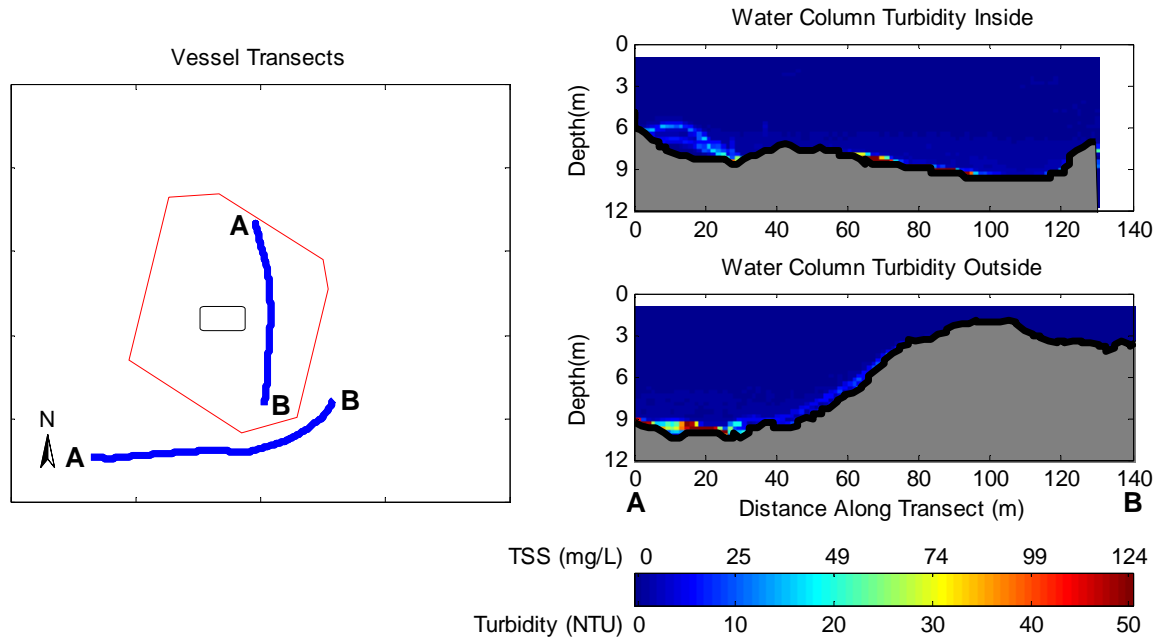 Vessel Transects
A
B
B
A
N
Water Column Turbidity Inside
Depth(m)
0
3
6
9
12
0 20 40 60 80 100 120 140
Water Column Turbidity Outside
Depth(m)
0
3
6
9
12
0 20 40 60 80 100 120 140
A Distance Along Transect (m) B
TSS (mg/L) 0 25 49 74 99 124
Turbidity (NTU) 0 10 20 30 40 50